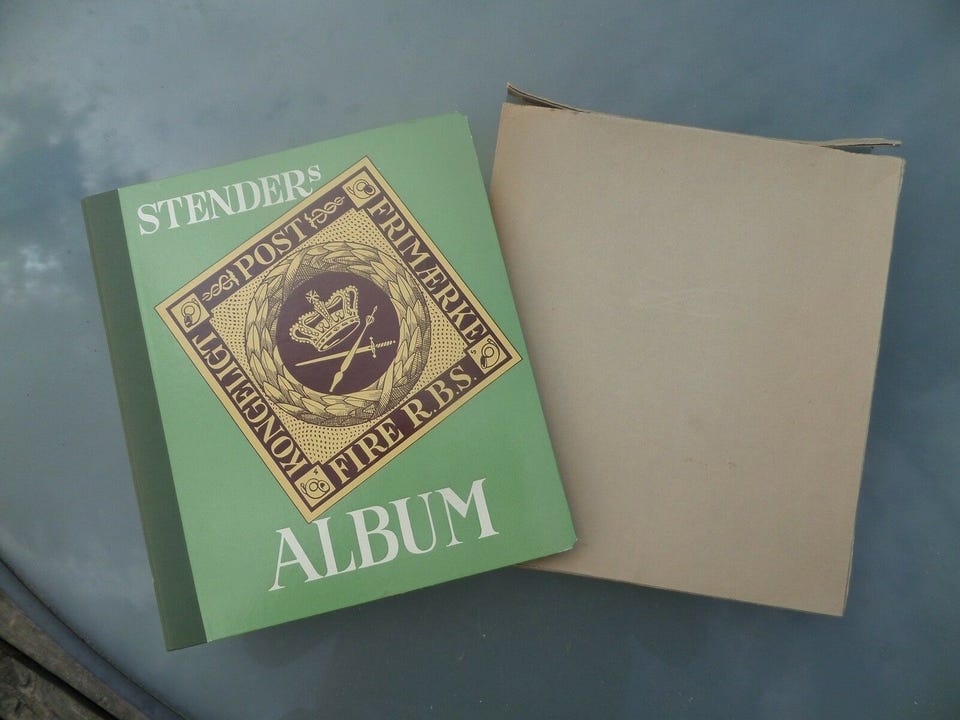 STENDERs
KONGELIGT
POST
FRIMÆRKE
FIRE R.B.S.
ALBUM